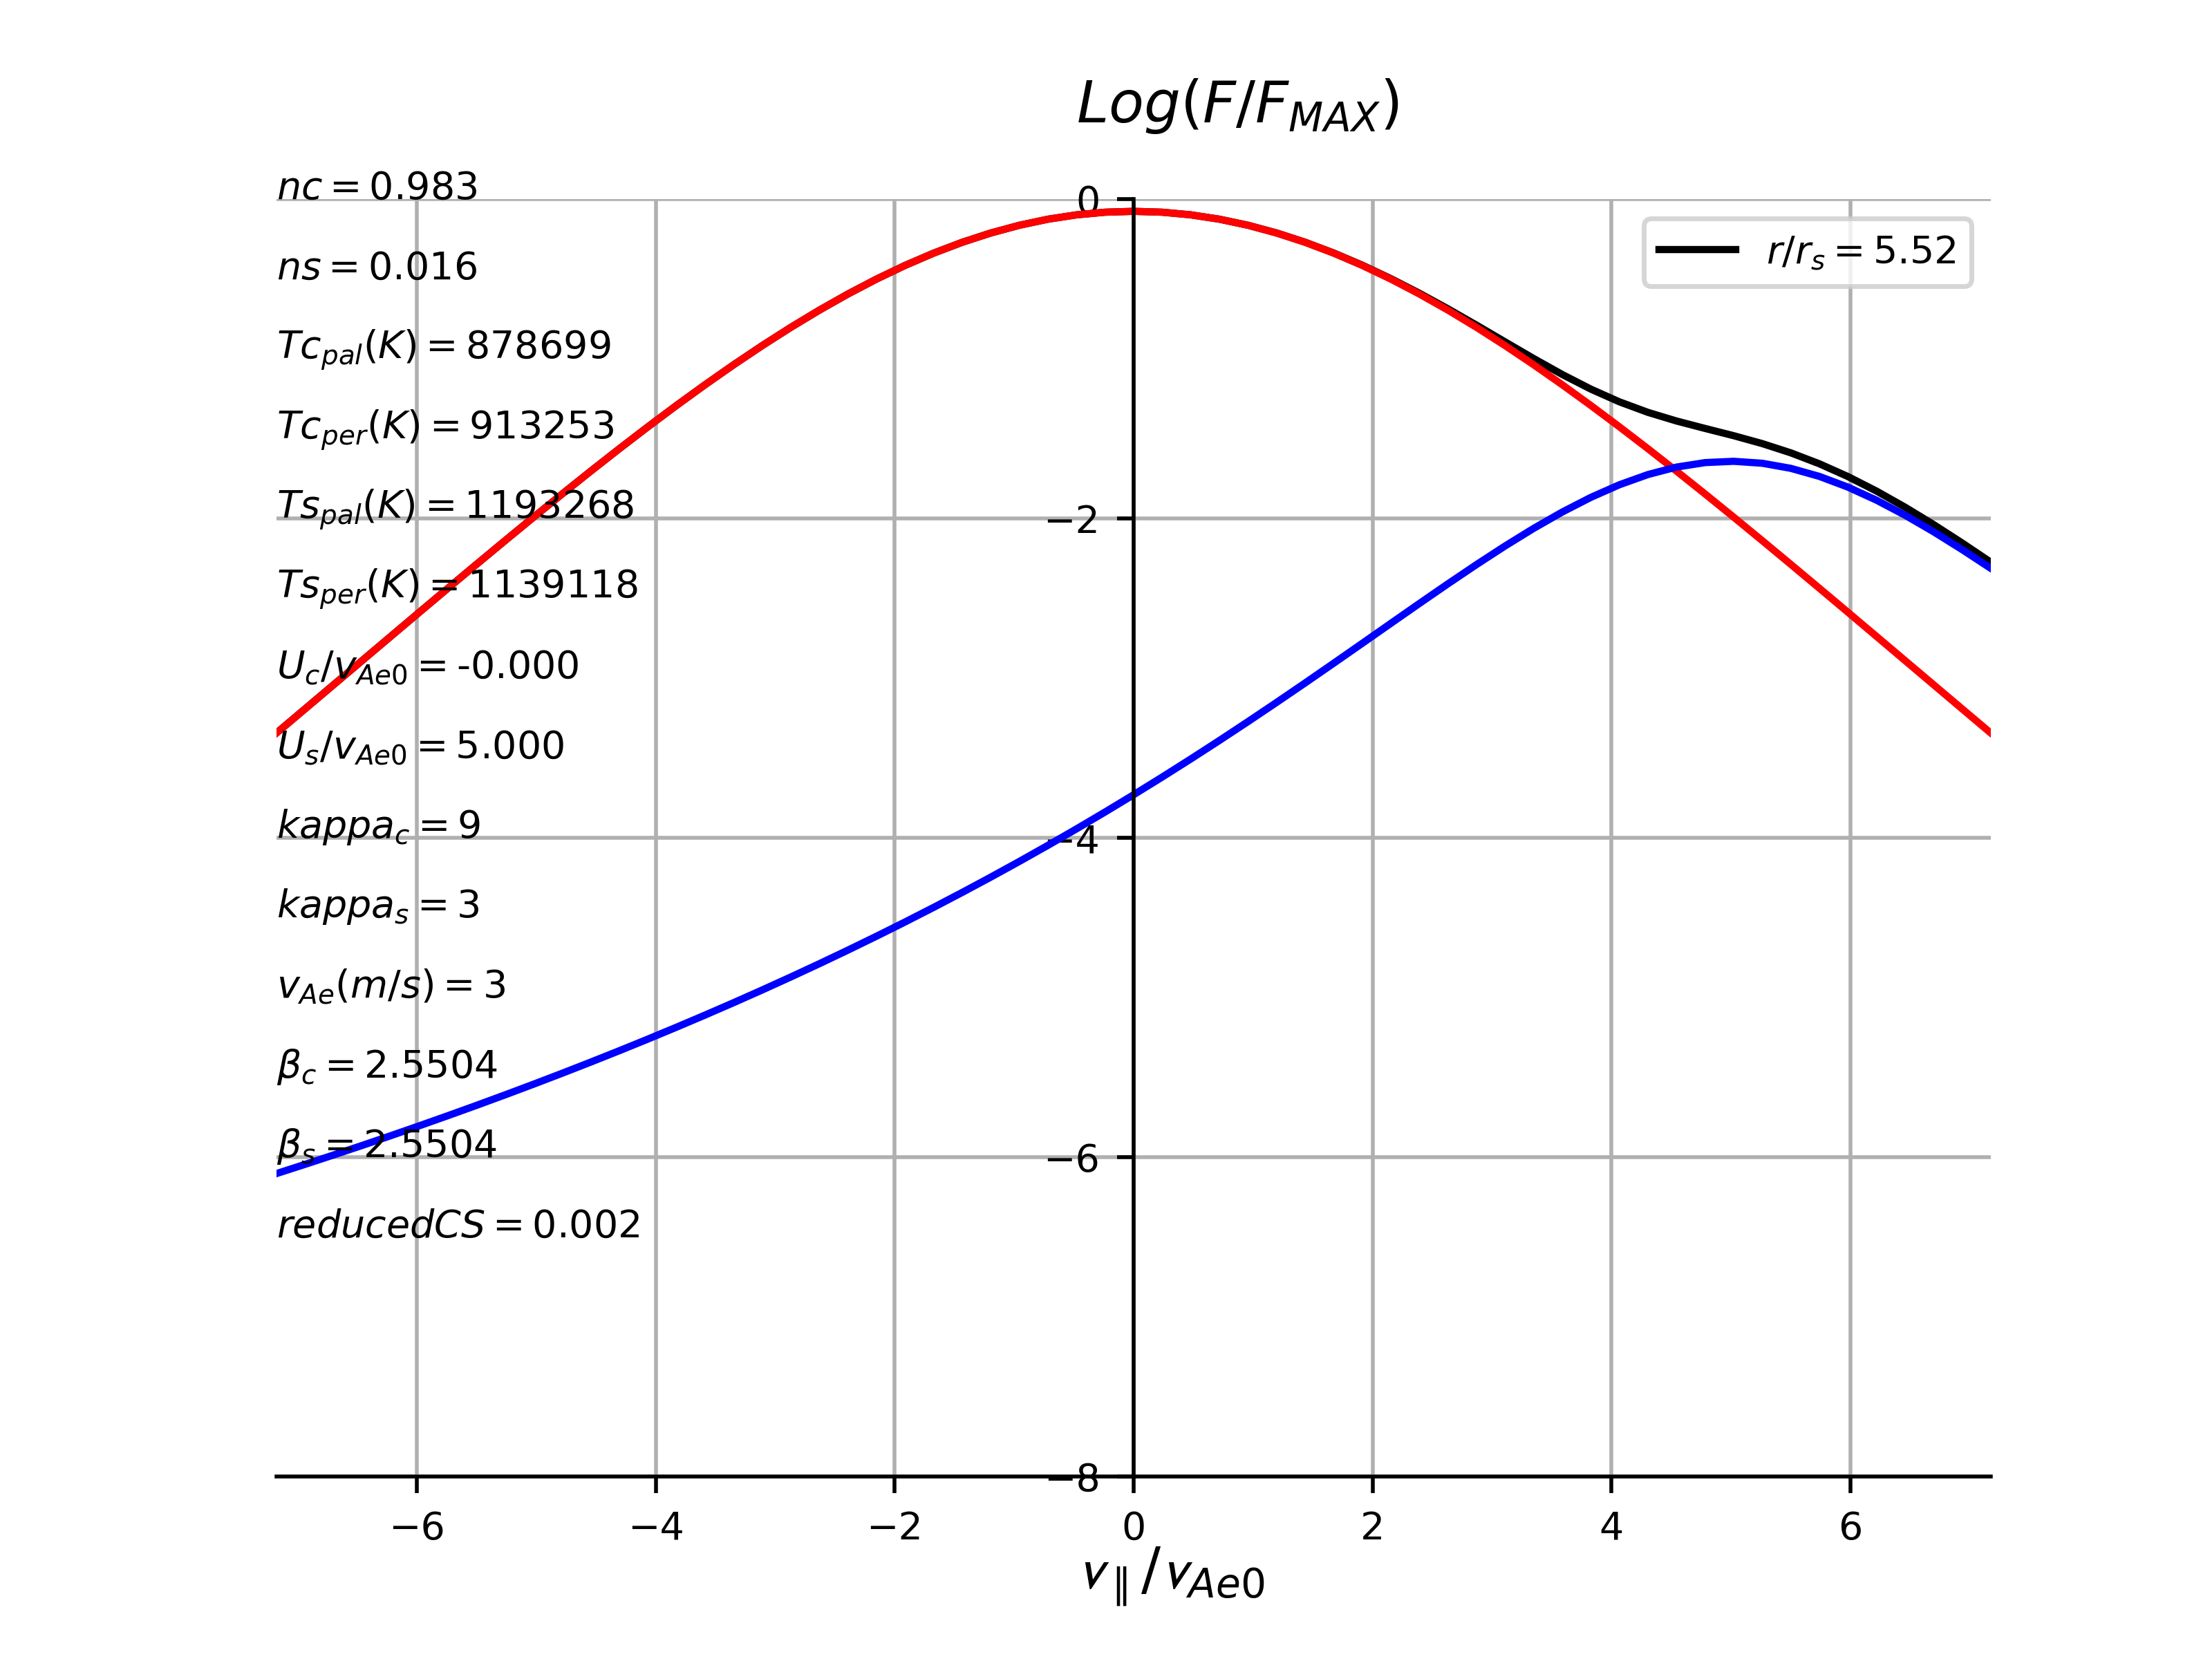 Log(F/F_MAX)
nc = 0.983
0
r/r_s = 5.52
ns = 0.016
Tc_pal(K) = 878699
Tc_per(K) = 913253
Ts_pal(K) = 1193268
−2
Ts_per(K) = 1139118
U_c/v_Ae0 = -0.000
U_s/v_Ae0 = 5.000
kappa_c = 9
−4
kappa_s = 3
v_Ae(m/s) = 3
β_c = 2.5504
β_s = 2.5504
−6
reducedCS = 0.002
−8
−6 −4 −2 0 2 4 6
v_∥/v_Ae0